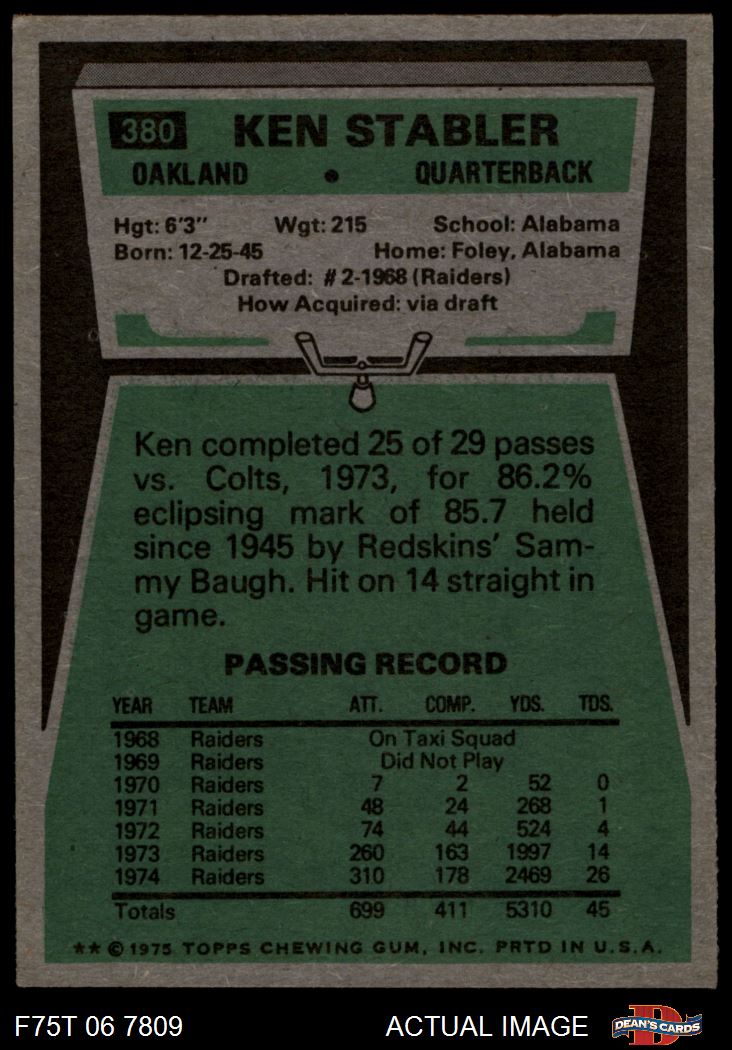 380 KEN STABLER
OAKLAND • QUARTERBACK
Hgt: 6'3" Wgt: 215 School: Alabama
Born: 12-25-45 Home: Foley, Alabama
Drafted: #2-1968 (Raiders)
How Acquired: via draft
Ken completed 25 of 29 passes
vs. Colts, 1973, for 86.2%
eclipsing mark of 85.7 held
since 1945 by Redskins' Sam-
my Baugh. Hit on 14 straight in
game.
PASSING RECORD
YEAR TEAM ATT. COMP. YDS. TDS.
1968 Raiders On Taxi Squad
1969 Raiders Did Not Play
1970 Raiders 7 2 52 0
1971 Raiders 48 24 268 1
1972 Raiders 74 44 524 4
1973 Raiders 260 163 1997 14
1974 Raiders 310 178 2469 26
Totals 699 411 5310 45
** © 1975 TOPPS CHEWING GUM, INC. PRTD IN U.S.A.
F75T 06 7809 ACTUAL IMAGE DEAN'S CARDS